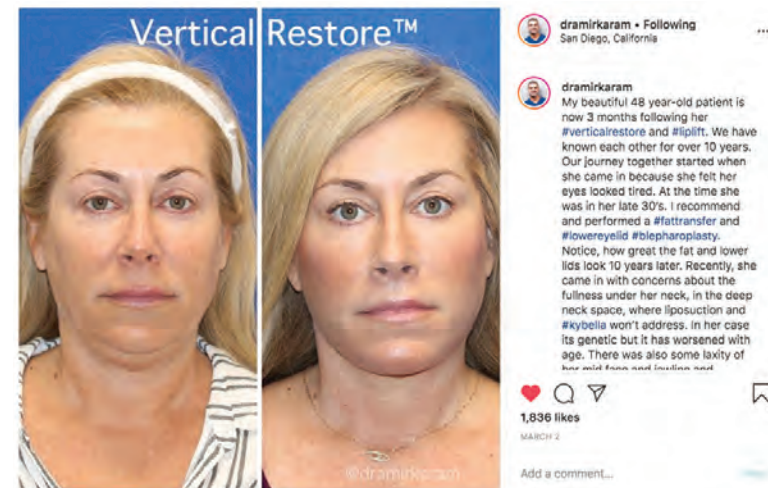 Vertical Restore™
@dramirkaram
dramirkaram • Following
San Diego, California
dramirkaram
My beautiful 48 year-old patient is
now 3 months following her
#verticalrestore and #liplift. We have
known each other for over 10 years.
Our journey together started when
she came in because she felt her
eyes looked tired. At the time she
was in her late 30's. I recommend
and performed a #fattransfer and
#lowereyelid #blepharoplasty.
Notice, how great the fat and lower
lids look 10 years later. Recently, she
came in with concerns about the
fullness under her neck, in the deep
neck space, where liposuction and
#kybella won't address. In her case
its genetic but it has worsened with
age. There was also some laxity of
her mid face and jawline and
1,836 likes
MARCH 2
Add a comment...